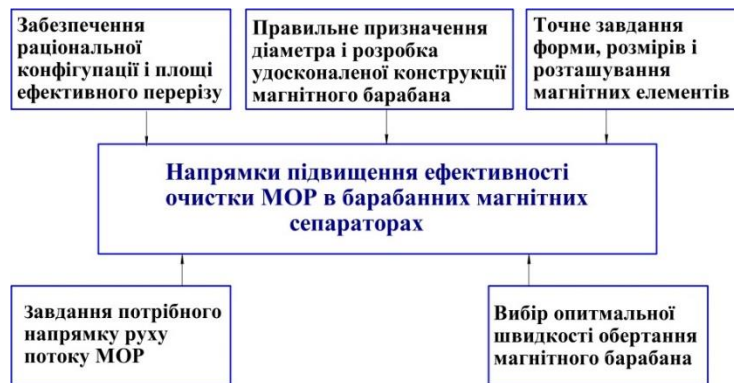 Забезпечення
раціональної
конфігупації і площі
ефективного перерізу
Правильне призначення
діаметра і розробка
удосконаленої конструкції
магнітного барабана
Точне завдання
форми, розмірів і
розташування
магнітних елементів
Напрямки підвищення ефективності
очистки МОР в барабанних магнітних
сепараторах
Завдання потрібного
напрямку руху
потоку МОР
Вибір опитмальної
швидкості обертання
магнітного барабана